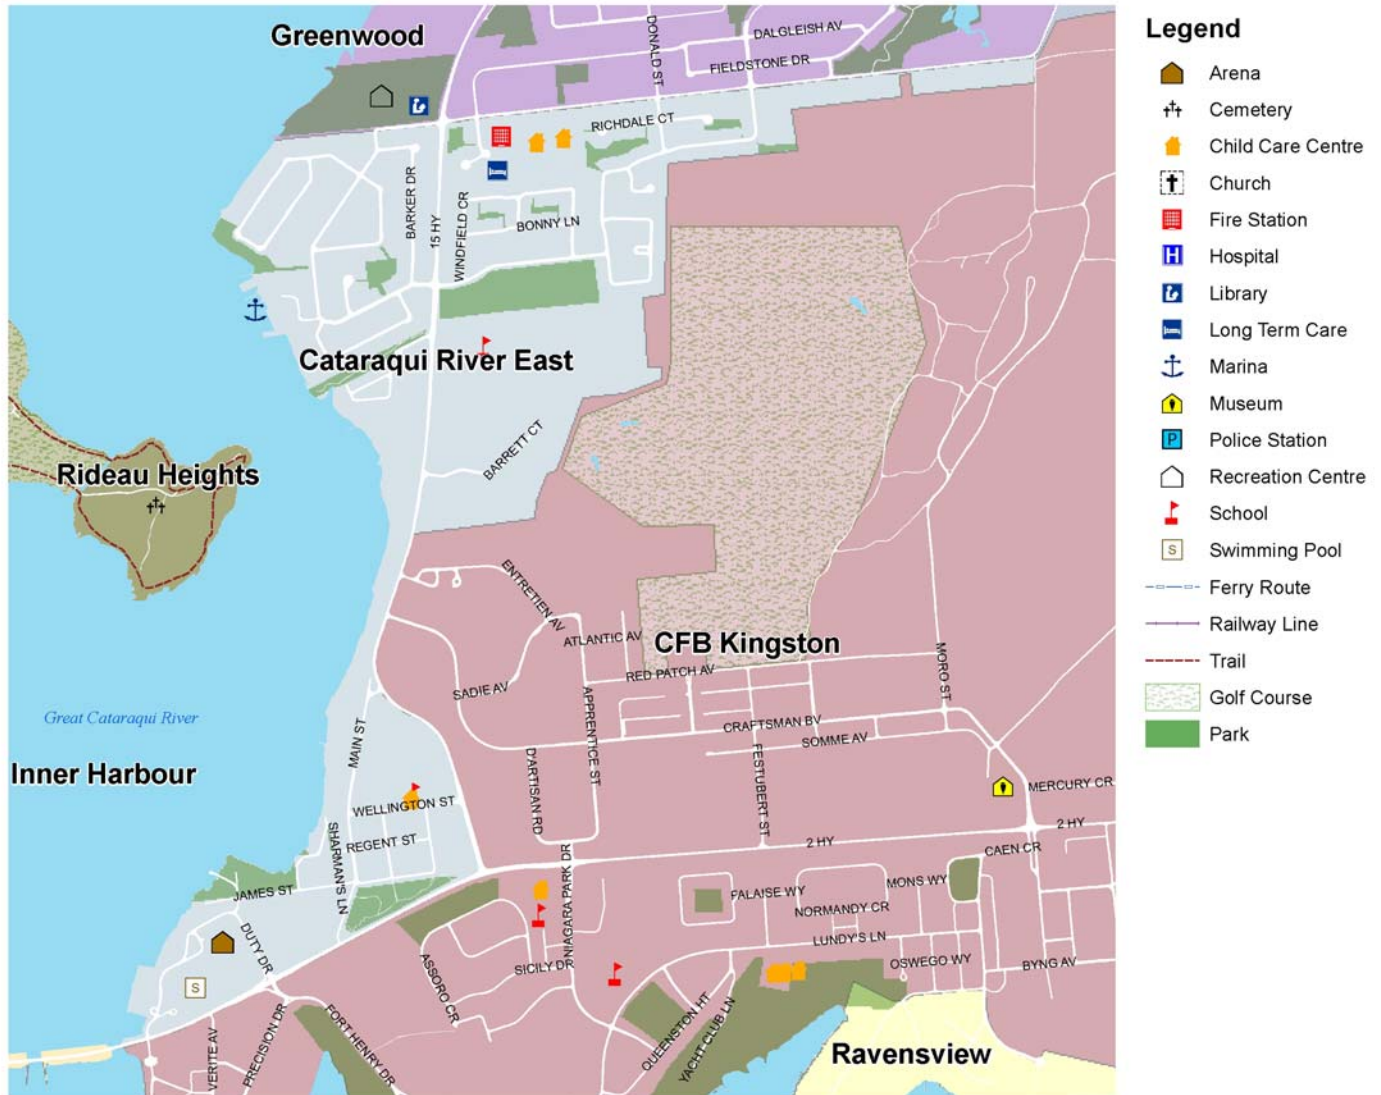 Greenwood
Legend
Arena
Cemetery
Child Care Centre
Church
Fire Station
Hospital
Library
Long Term Care
Marina
Museum
Police Station
Recreation Centre
School
Swimming Pool
Ferry Route
Railway Line
Trail
Golf Course
Park
DONALD ST
DALGLEISH AV
FIELDSTONE DR
RICHDALE CT
BARKER DR
15 HY
WINDFIELD CR
BONNY LN
Cataraqui River East
BARRETT CT
Rideau Heights
ENTRETIEN AV
ATLANTIC AV
CFB Kingston
RED PATCH AV
MORO ST
SADIE AV
APPRENTICE ST
Great Cataraqui River
MAIN ST
CRAFTSMAN BV
SOMME AV
D'ARTISAN RD
FESTUBERT ST
Inner Harbour
MERCURY CR
WELLINGTON ST
2 HY
2 HY
REGENT ST
SHARMAN'S LN
NIAGARA PARK DR
CAEN CR
JAMES ST
FALAISE WY
MONS WY
NORMANDY CR
DUTY DR
LUNDY'S LN
ASSORO CR
SICILY DR
OSWEGO WY
BYNG AV
S
VERITE AV
PRECISION DR
FORT HENRY DR
QUEENSTON HT
YACHT CLUB LN
Ravensview
H
P
S